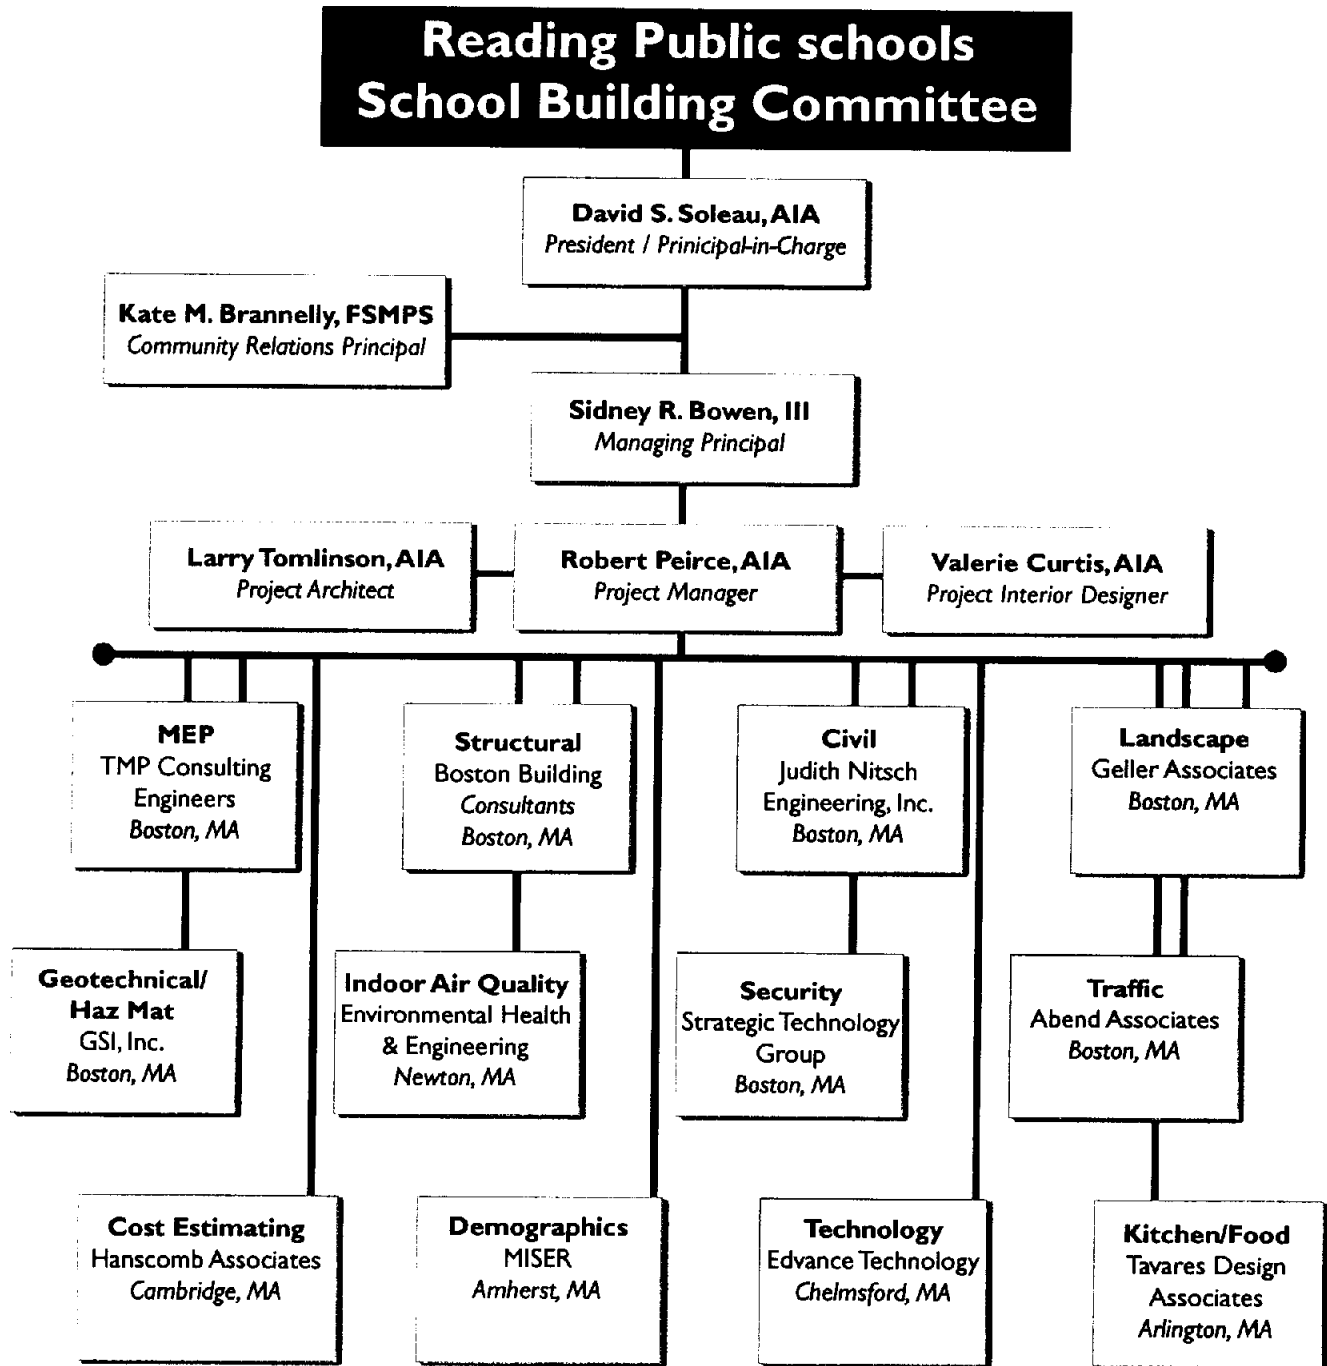 Reading Public schools
School Building Committee
David S. Soleau, AIA
President / Prinicipal-in-Charge
Kate M. Brannelly, FSMPS
Community Relations Principal
Sidney R. Bowen, III
Managing Principal
Larry Tomlinson, AIA
Project Architect
Robert Peirce, AIA
Project Manager
Valerie Curtis, AIA
Project Interior Designer
MEP
TMP Consulting
Engineers
Boston, MA
Structural
Boston Building
Consultants
Boston, MA
Civil
Judith Nitsch
Engineering, Inc.
Boston, MA
Landscape
Geller Associates
Boston, MA
Geotechnical/
Haz Mat
GSI, Inc.
Boston, MA
Indoor Air Quality
Environmental Health
& Engineering
Newton, MA
Security
Strategic Technology
Group
Boston, MA
Traffic
Abend Associates
Boston, MA
Cost Estimating
Hanscomb Associates
Cambridge, MA
Demographics
MISER
Amherst, MA
Technology
Edvance Technology
Chelmsford, MA
Kitchen/Food
Tavares Design
Associates
Arlington, MA